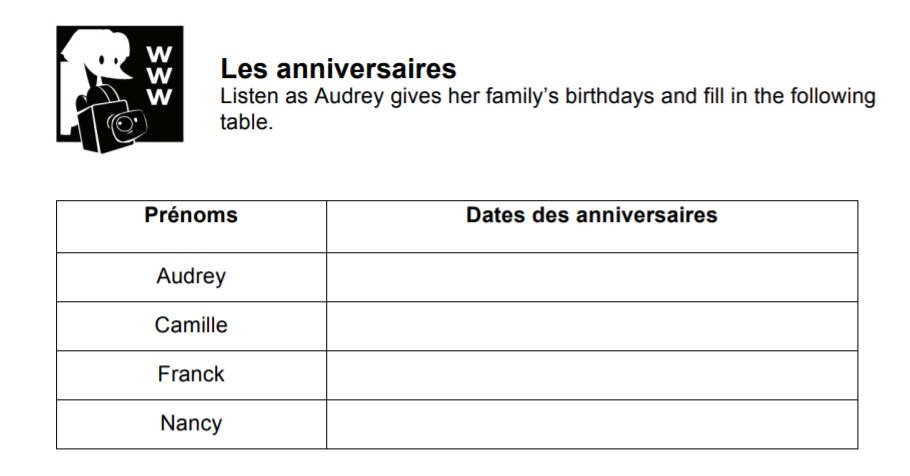 W
W
W
Les anniversaires
Listen as Audrey gives her family’s birthdays and fill in the following
table.
Prénoms Dates des anniversaires
Audrey
Camille
Franck
Nancy